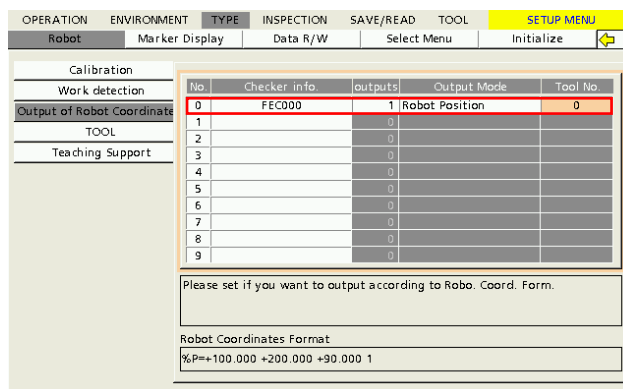 OPERATION ENVIRONMENT TYPE INSPECTION SAVE/READ TOOL SETUP MENU
Robot Marker Display Data R/W Select Menu Initialize
Calibration
Work detection
Output of Robot Coordinate
TOOL
Teaching Support
No. Checker info. outputs Output Mode Tool No.
0 FEC000 1 Robot Position 0
1 0
2 0
3 0
4 0
5 0
6 0
7 0
8 0
9 0
Please set if you want to output according to Robo. Coord. Form.
Robot Coordinates Format
%P=+100.000 +200.000 +90.000 1